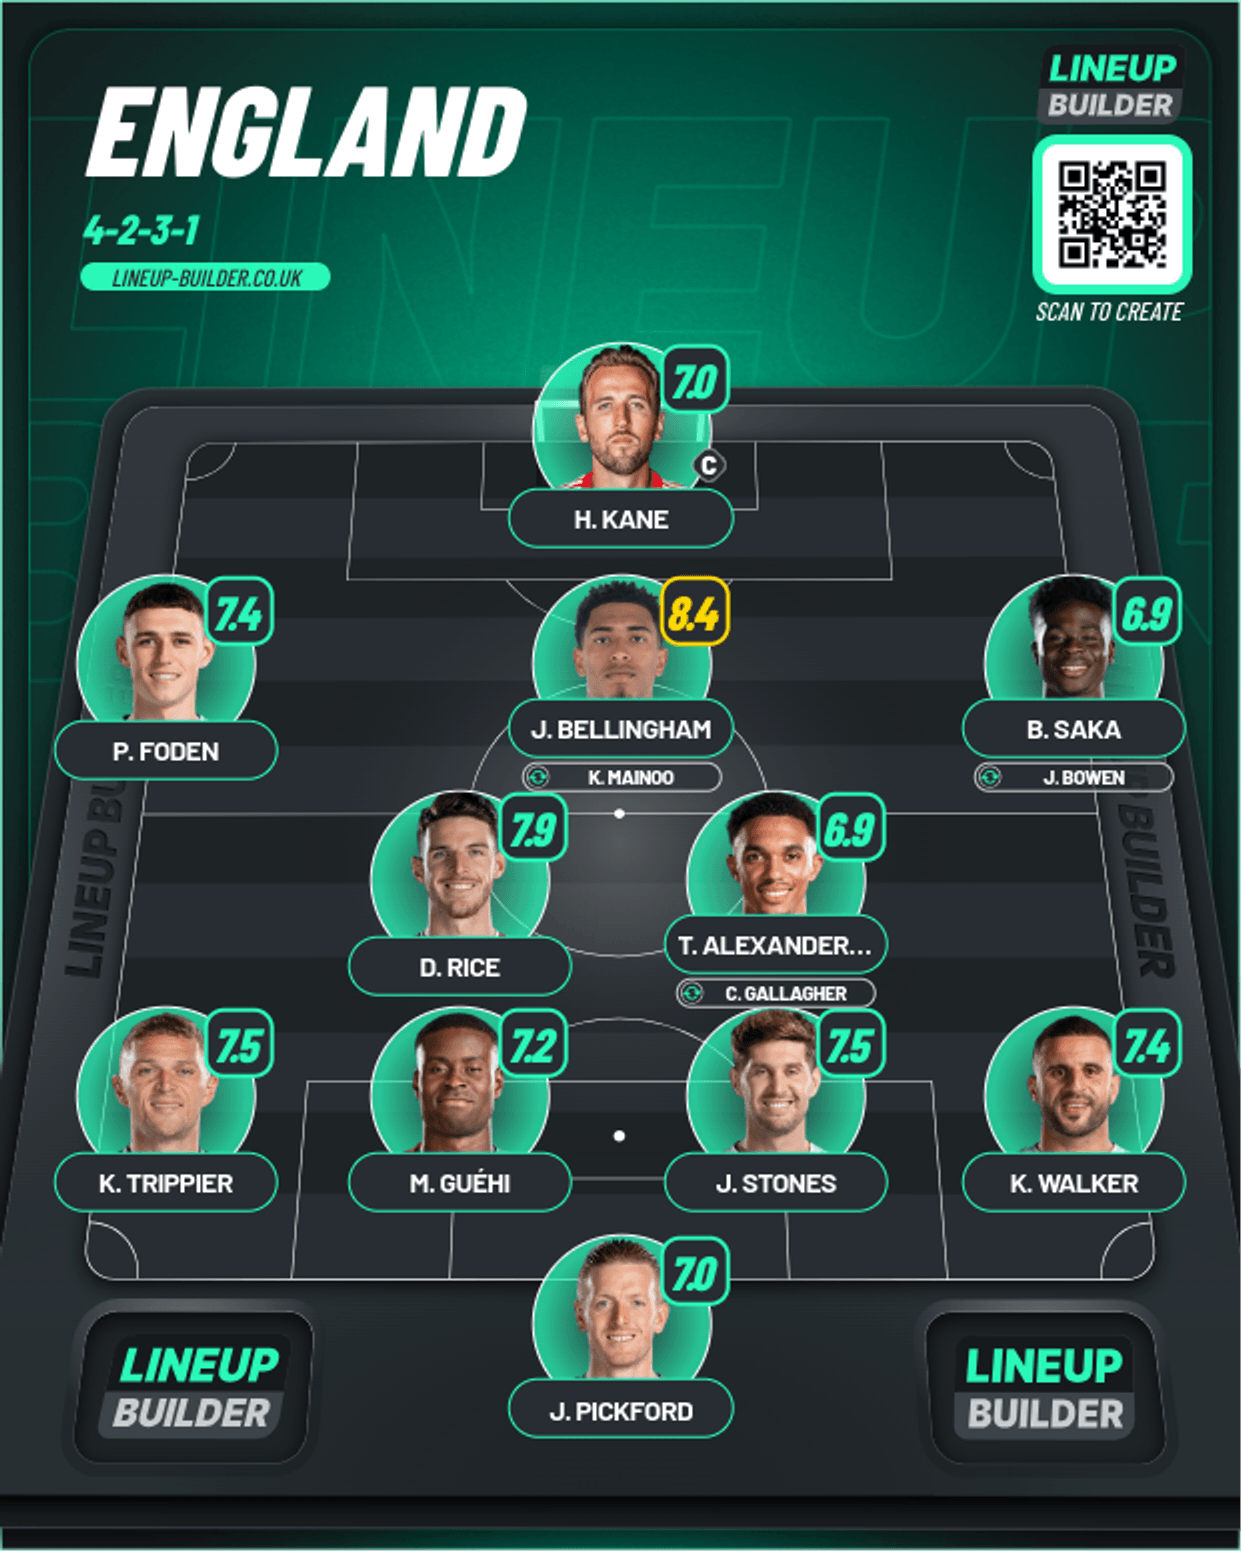 ENGLAND
4-2-3-1
LINEUP-BUILDER.CO.UK
LINEUP
BUILDER
SCAN TO CREATE
7.0
C
H. KANE
7.4
P. FODEN
8.4
J. BELLINGHAM
K. MAINOO
6.9
B. SAKA
J. BOWEN
7.9
D. RICE
6.9
T. ALEXANDER...
C. GALLAGHER
LINEUP BU
BUILDER
7.5
K. TRIPPIER
7.2
M. GUÉHI
7.5
J. STONES
7.4
K. WALKER
7.0
J. PICKFORD
LINEUP
BUILDER
LINEUP
BUILDER